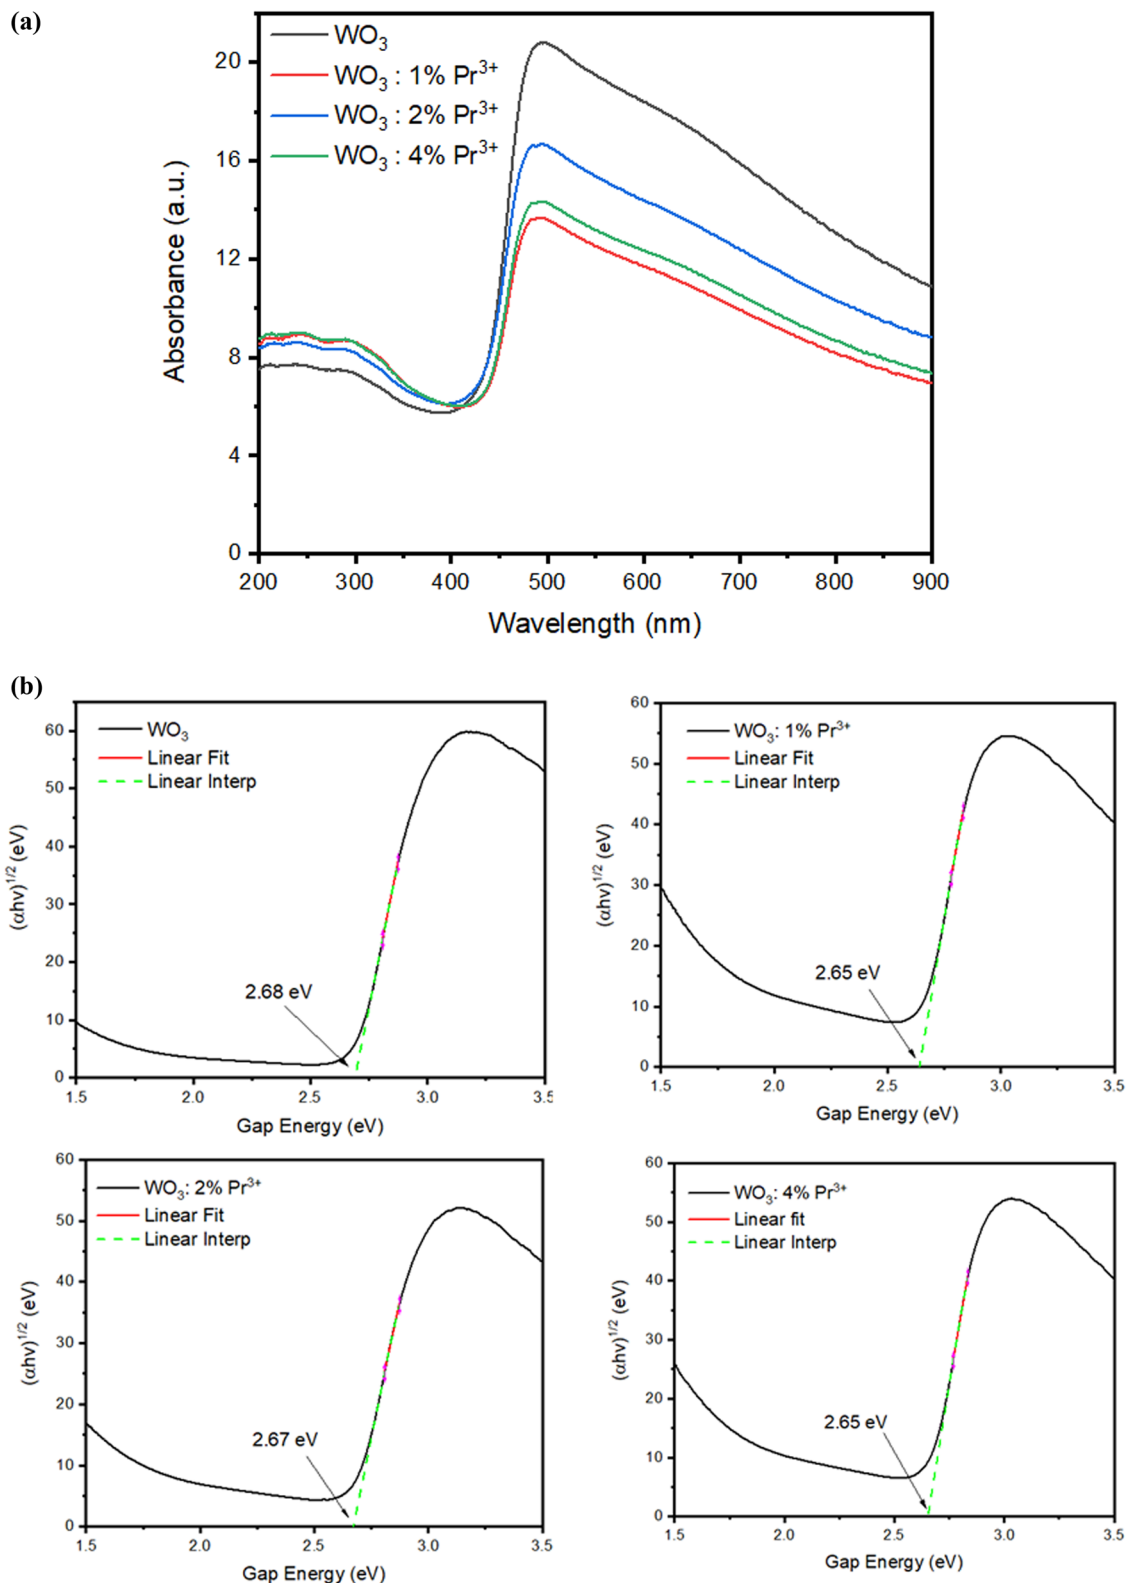 (a)
WO₃
WO₃ : 1% Pr³⁺
WO₃ : 2% Pr³⁺
WO₃ : 4% Pr³⁺
20
16
12
8
4
0
Absorbance (a.u.)
200 300 400 500 600 700 800 900
Wavelength (nm)
(b)
WO₃
Linear Fit
Linear Interp
60
50
40
30
20
10
0
(αhv)¹/² (eV)
2.68 eV
1.5 2.0 2.5 3.0 3.5
Gap Energy (eV)
WO₃: 1% Pr³⁺
Linear Fit
Linear Interp
60
50
40
30
20
10
0
(αhv)¹/² (eV)
2.65 eV
1.5 2.0 2.5 3.0 3.5
Gap Energy (eV)
WO₃: 2% Pr³⁺
Linear Fit
Linear Interp
60
50
40
30
20
10
0
(αhv)¹/² (eV)
2.67 eV
1.5 2.0 2.5 3.0 3.5
Gap Energy (eV)
WO₃: 4% Pr³⁺
Linear fit
Linear Interp
60
50
40
30
20
10
0
(αhv)¹/² (eV)
2.65 eV
1.5 2.0 2.5 3.0 3.5
Gap Energy (eV)